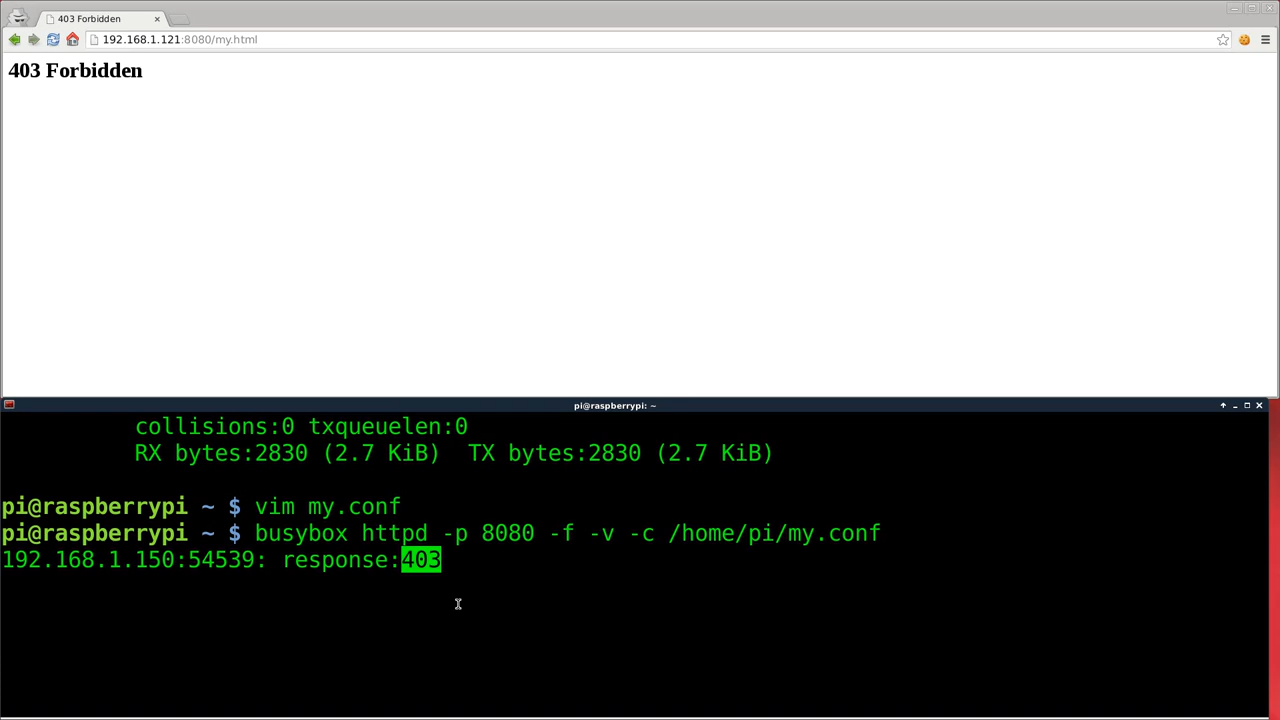 403 Forbidden
192.168.1.121:8080/my.html
403 Forbidden
pi@raspberrypi: ~
collisions:0 txqueuelen:0
RX bytes:2830 (2.7 KiB)  TX bytes:2830 (2.7 KiB)
pi@raspberrypi ~ $ vim my.conf
pi@raspberrypi ~ $ busybox httpd -p 8080 -f -v -c /home/pi/my.conf
192.168.1.150:54539: response:403